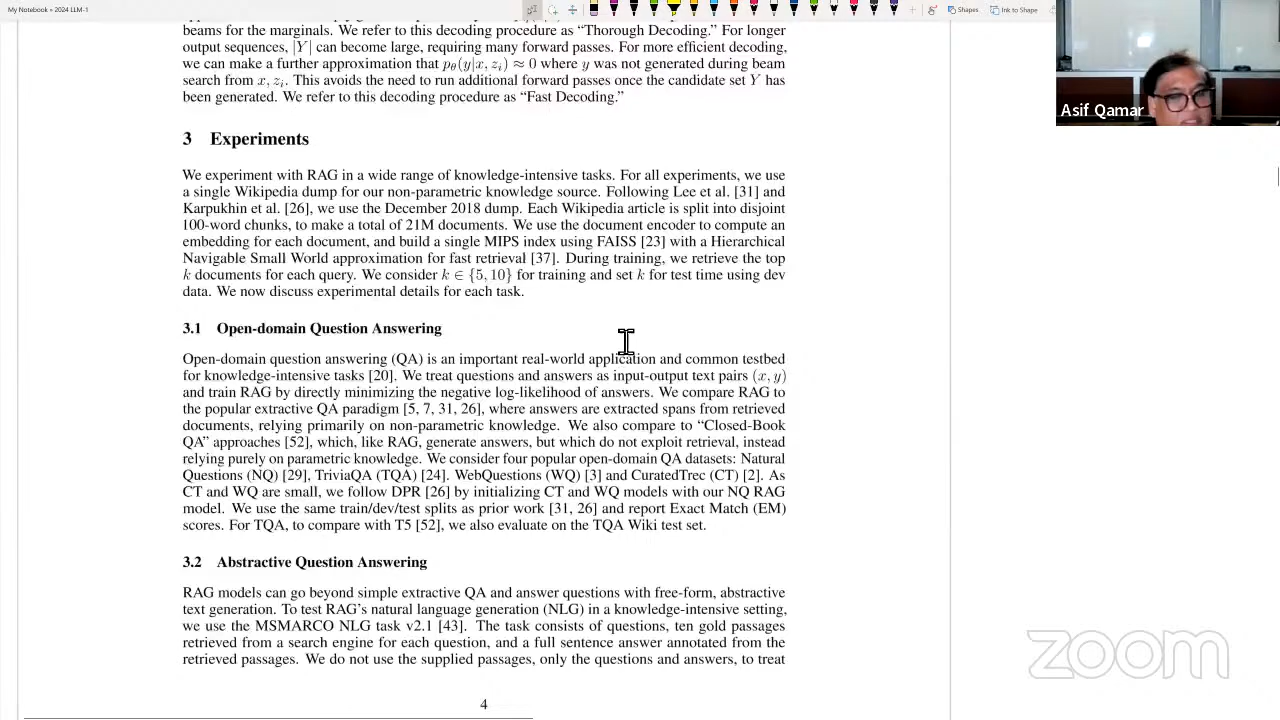 My Notebook » 2024 LLM-1
Shapes
Ink to Shape
Asif Qamar
beams for the marginals. We refer to this decoding procedure as “Thorough Decoding.” For longer
output sequences, |Y| can become large, requiring many forward passes. For more efficient decoding,
we can make a further approximation that pθ(y|x, zi) ≈ 0 where y was not generated during beam
search from x, zi. This avoids the need to run additional forward passes once the candidate set Y has
been generated. We refer to this decoding procedure as “Fast Decoding.”
3 Experiments
We experiment with RAG in a wide range of knowledge-intensive tasks. For all experiments, we use
a single Wikipedia dump for our non-parametric knowledge source. Following Lee et al. [31] and
Karpukhin et al. [26], we use the December 2018 dump. Each Wikipedia article is split into disjoint
100-word chunks, to make a total of 21M documents. We use the document encoder to compute an
embedding for each document, and build a single MIPS index using FAISS [23] with a Hierarchical
Navigable Small World approximation for fast retrieval [37]. During training, we retrieve the top
k documents for each query. We consider k ∈ {5, 10} for training and set k for test time using dev
data. We now discuss experimental details for each task.
3.1 Open-domain Question Answering
Open-domain question answering (QA) is an important real-world application and common testbed
for knowledge-intensive tasks [20]. We treat questions and answers as input-output text pairs (x, y)
and train RAG by directly minimizing the negative log-likelihood of answers. We compare RAG to
the popular extractive QA paradigm [5, 7, 31, 26], where answers are extracted spans from retrieved
documents, relying primarily on non-parametric knowledge. We also compare to “Closed-Book
QA” approaches [52], which, like RAG, generate answers, but which do not exploit retrieval, instead
relying purely on parametric knowledge. We consider four popular open-domain QA datasets: Natural
Questions (NQ) [29], TriviaQA (TQA) [24]. WebQuestions (WQ) [3] and CuratedTrec (CT) [2]. As
CT and WQ are small, we follow DPR [26] by initializing CT and WQ models with our NQ RAG
model. We use the same train/dev/test splits as prior work [31, 26] and report Exact Match (EM)
scores. For TQA, to compare with T5 [52], we also evaluate on the TQA Wiki test set.
3.2 Abstractive Question Answering
RAG models can go beyond simple extractive QA and answer questions with free-form, abstractive
text generation. To test RAG’s natural language generation (NLG) in a knowledge-intensive setting,
we use the MSMARCO NLG task v2.1 [43]. The task consists of questions, ten gold passages
retrieved from a search engine for each question, and a full sentence answer annotated from the
retrieved passages. We do not use the supplied passages, only the questions and answers, to treat
4
zoom